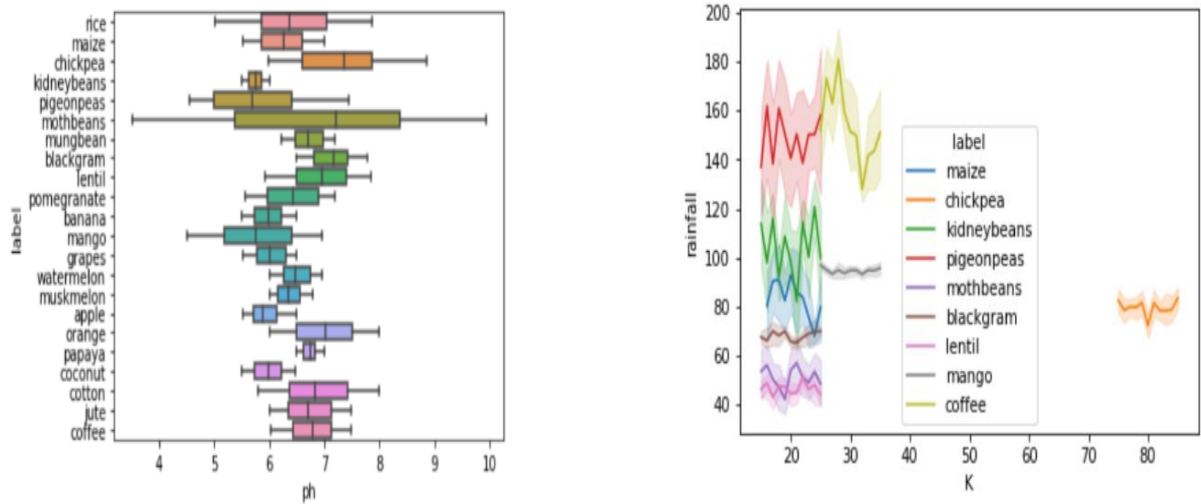 rice
maize
chickpea
kidneybeans
pigeonpeas
mothbeans
mungbean
blackgram
lentil
pomegranate
banana
mango
grapes
watermelon
muskmelon
apple
orange
papaya
coconut
cotton
jute
coffee
label
4 5 6 7 8 9 10
ph
200
180
160
140
120
100
80
60
40
rainfall
label
maize
chickpea
kidneybeans
pigeonpeas
mothbeans
blackgram
lentil
mango
coffee
20 30 40 50 60 70 80
K